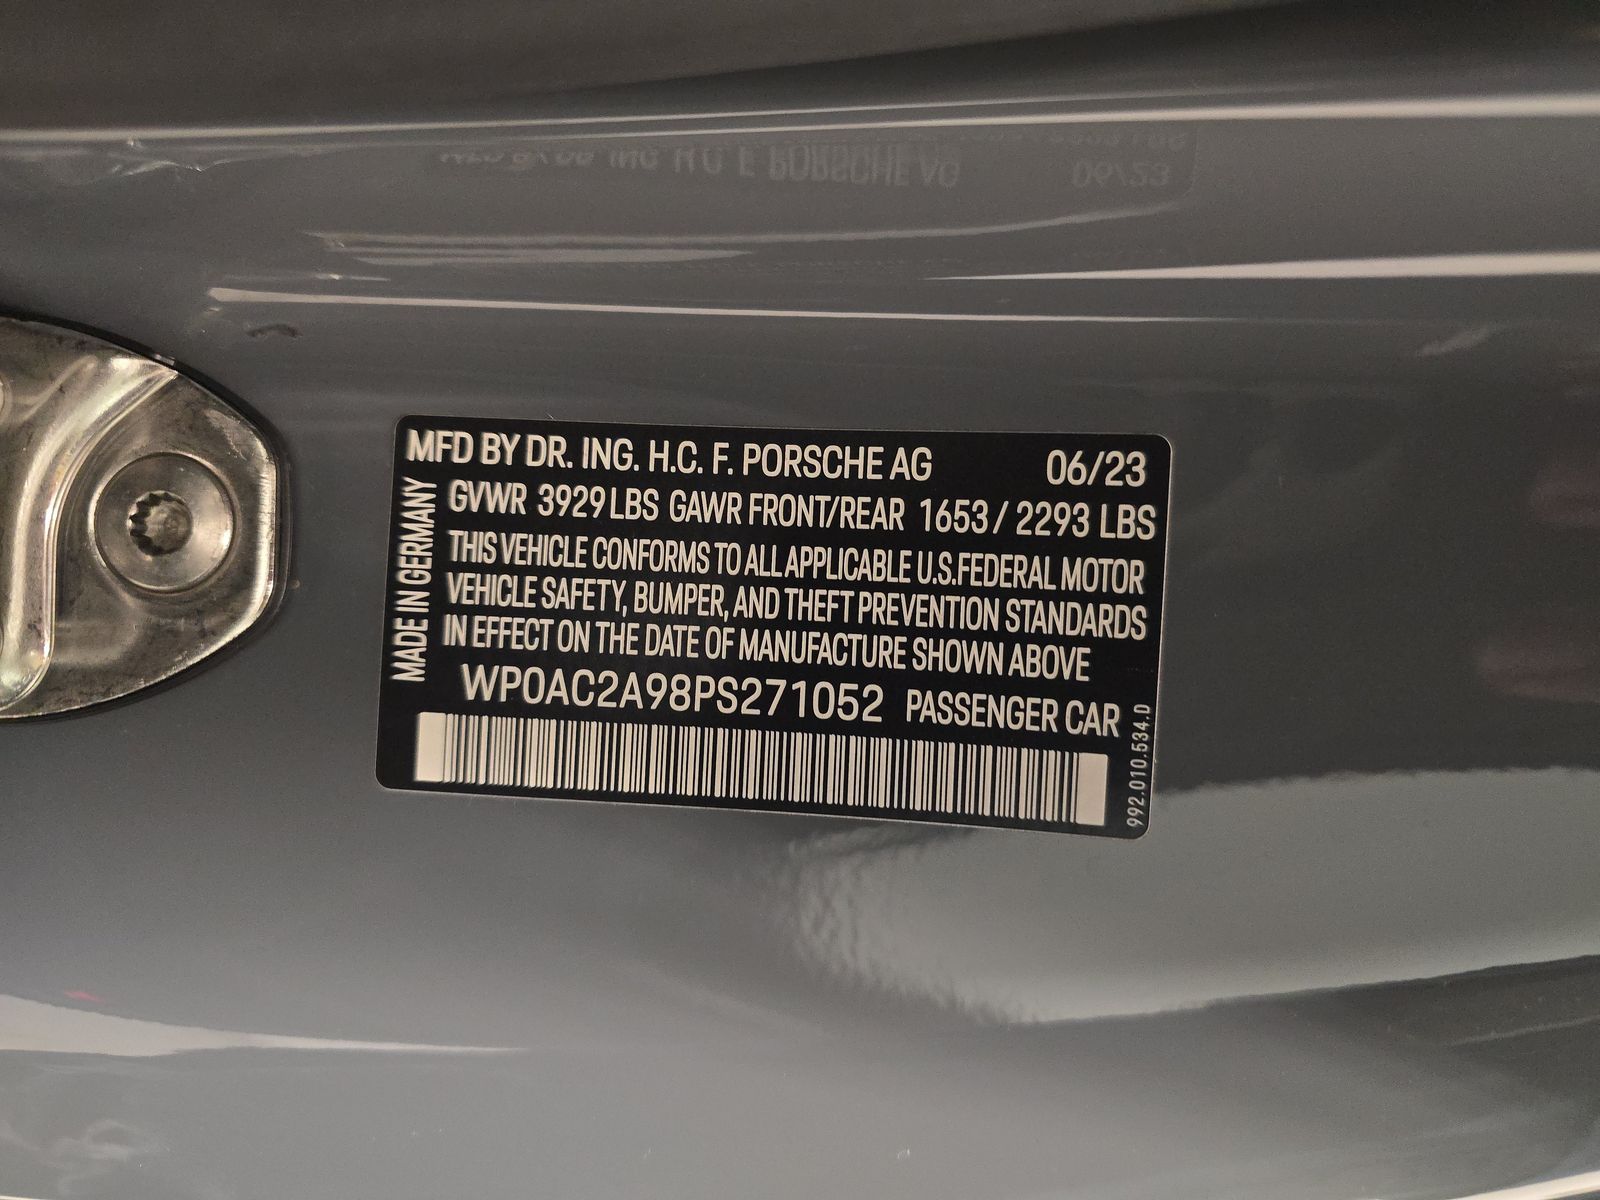 MFD BY DR. ING. H.C. F. PORSCHE AG 06/23
GVWR 3929 LBS GAWR FRONT/REAR 1653 / 2293 LBS
THIS VEHICLE CONFORMS TO ALL APPLICABLE U.S.FEDERAL MOTOR
VEHICLE SAFETY, BUMPER, AND THEFT PREVENTION STANDARDS
IN EFFECT ON THE DATE OF MANUFACTURE SHOWN ABOVE
WP0AC2A98PS271052 PASSENGER CAR
MADE IN GERMANY
992.010.534.D